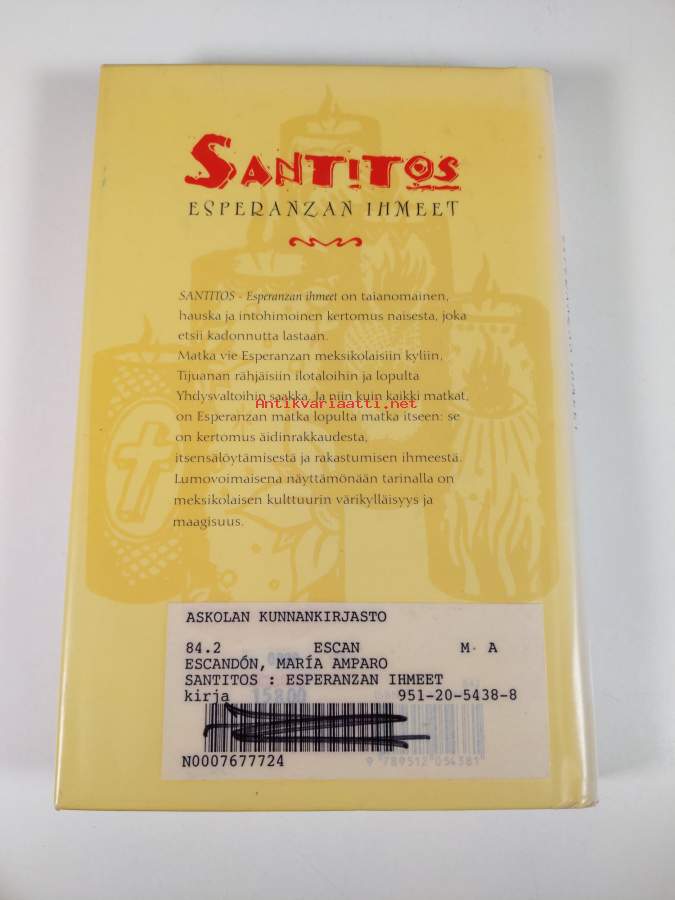 SANTITOS
ESPERANZAN IHMEET
SANTITOS - Esperanzan ihmeet on taianomainen,
hauska ja intohimoinen kertomus naisesta, joka
etsii kadonnutta lastaan.
Matka vie Esperanzan meksikolaisiin kyliin,
Tijuanan rähjäisiin ilotaloihin ja lopulta
Yhdysvaltoihin saakka. Ja niin kuin kaikki matkat,
Antikvariaatti.net
on Esperanzan matka lopulta matka itseen: se
on kertomus äidinrakkaudesta,
itsensälöytämisestä ja rakastumisen ihmeestä.
Lumovoimaisena näyttämönään tarinalla on
meksikolaisen kulttuurin värikylläisyys ja
maagisuus.
ASKOLAN KUNNANKIRJASTO
84.2 ESCAN M A
ESCANDÓN, MARÍA AMPARO
SANTITOS : ESPERANZAN IHMEET
kirja 951-20-5438-8
N0007677724
9 789512 054381